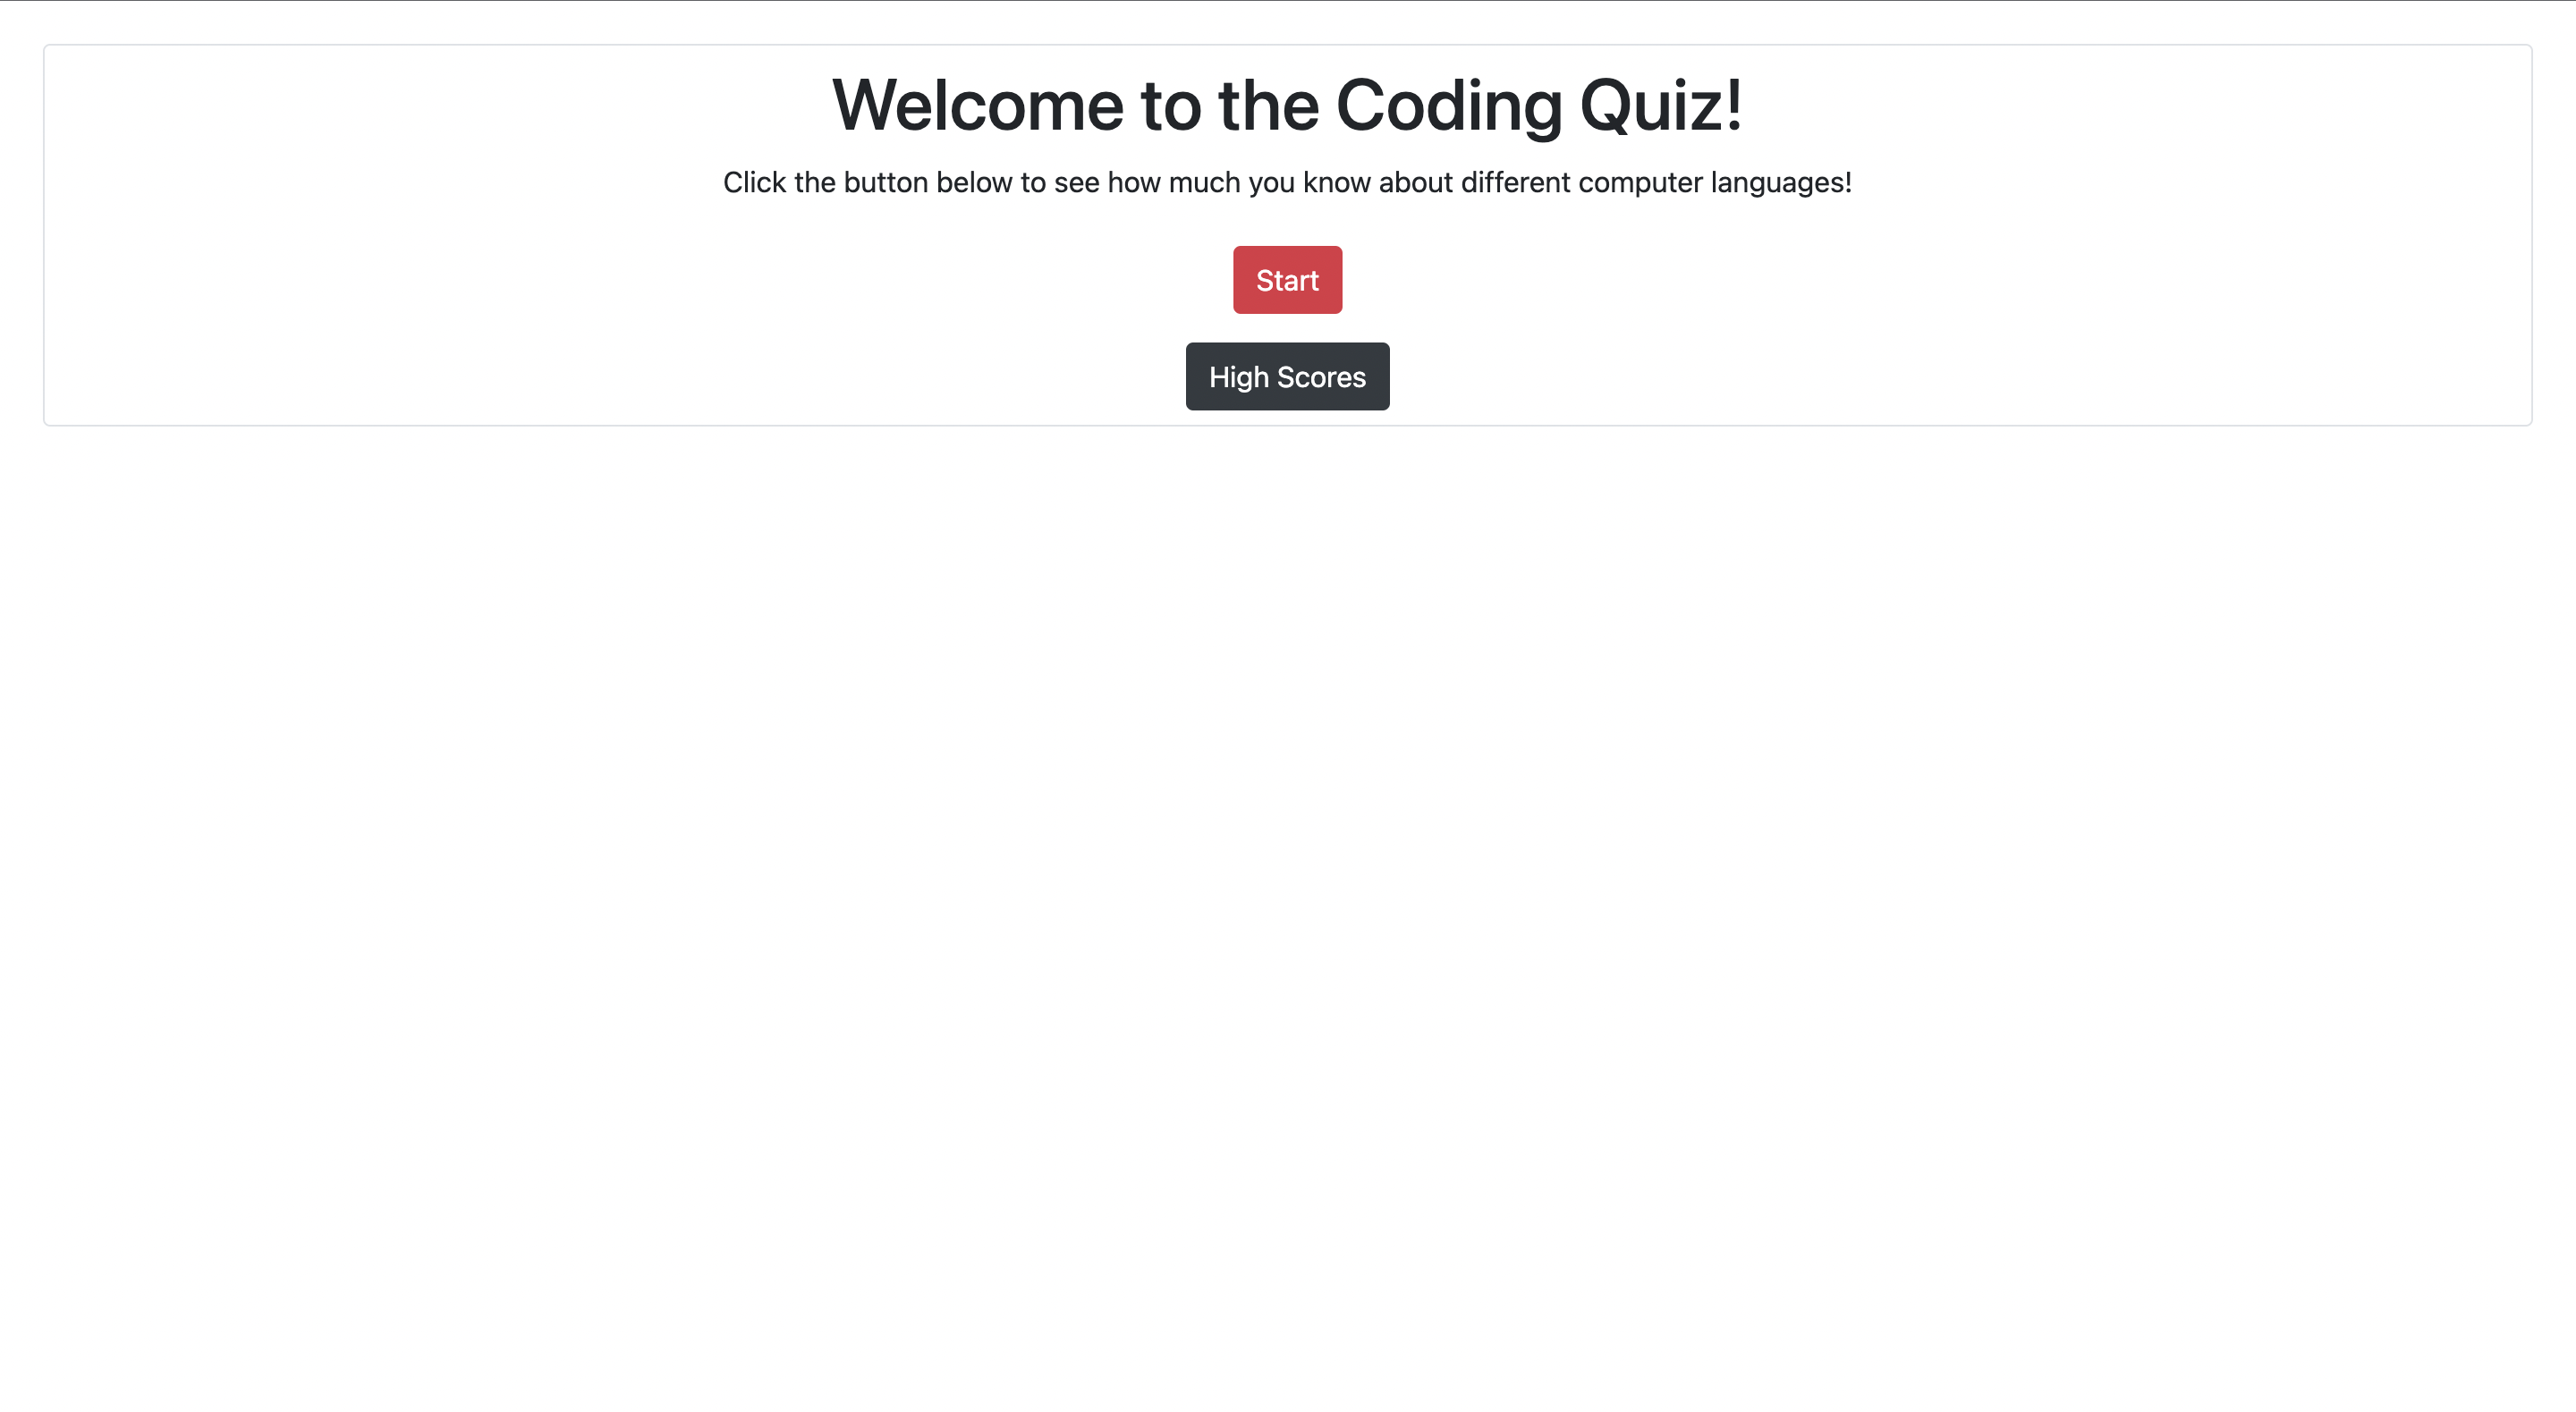 Welcome to the Coding Quiz!
Click the button below to see how much you know about different computer languages!
Start
High Scores